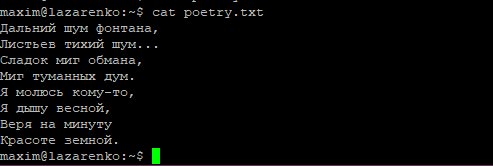 maxim@lazarenko:~$ cat poetry.txt
Дальний шум фонтана,
Листьев тихий шум...
Сладок миг обмана,
Миг туманных дум.
Я молюсь кому-то,
Я дышу весной,
Веря на минуту
Красоте земной.
maxim@lazarenko:~$